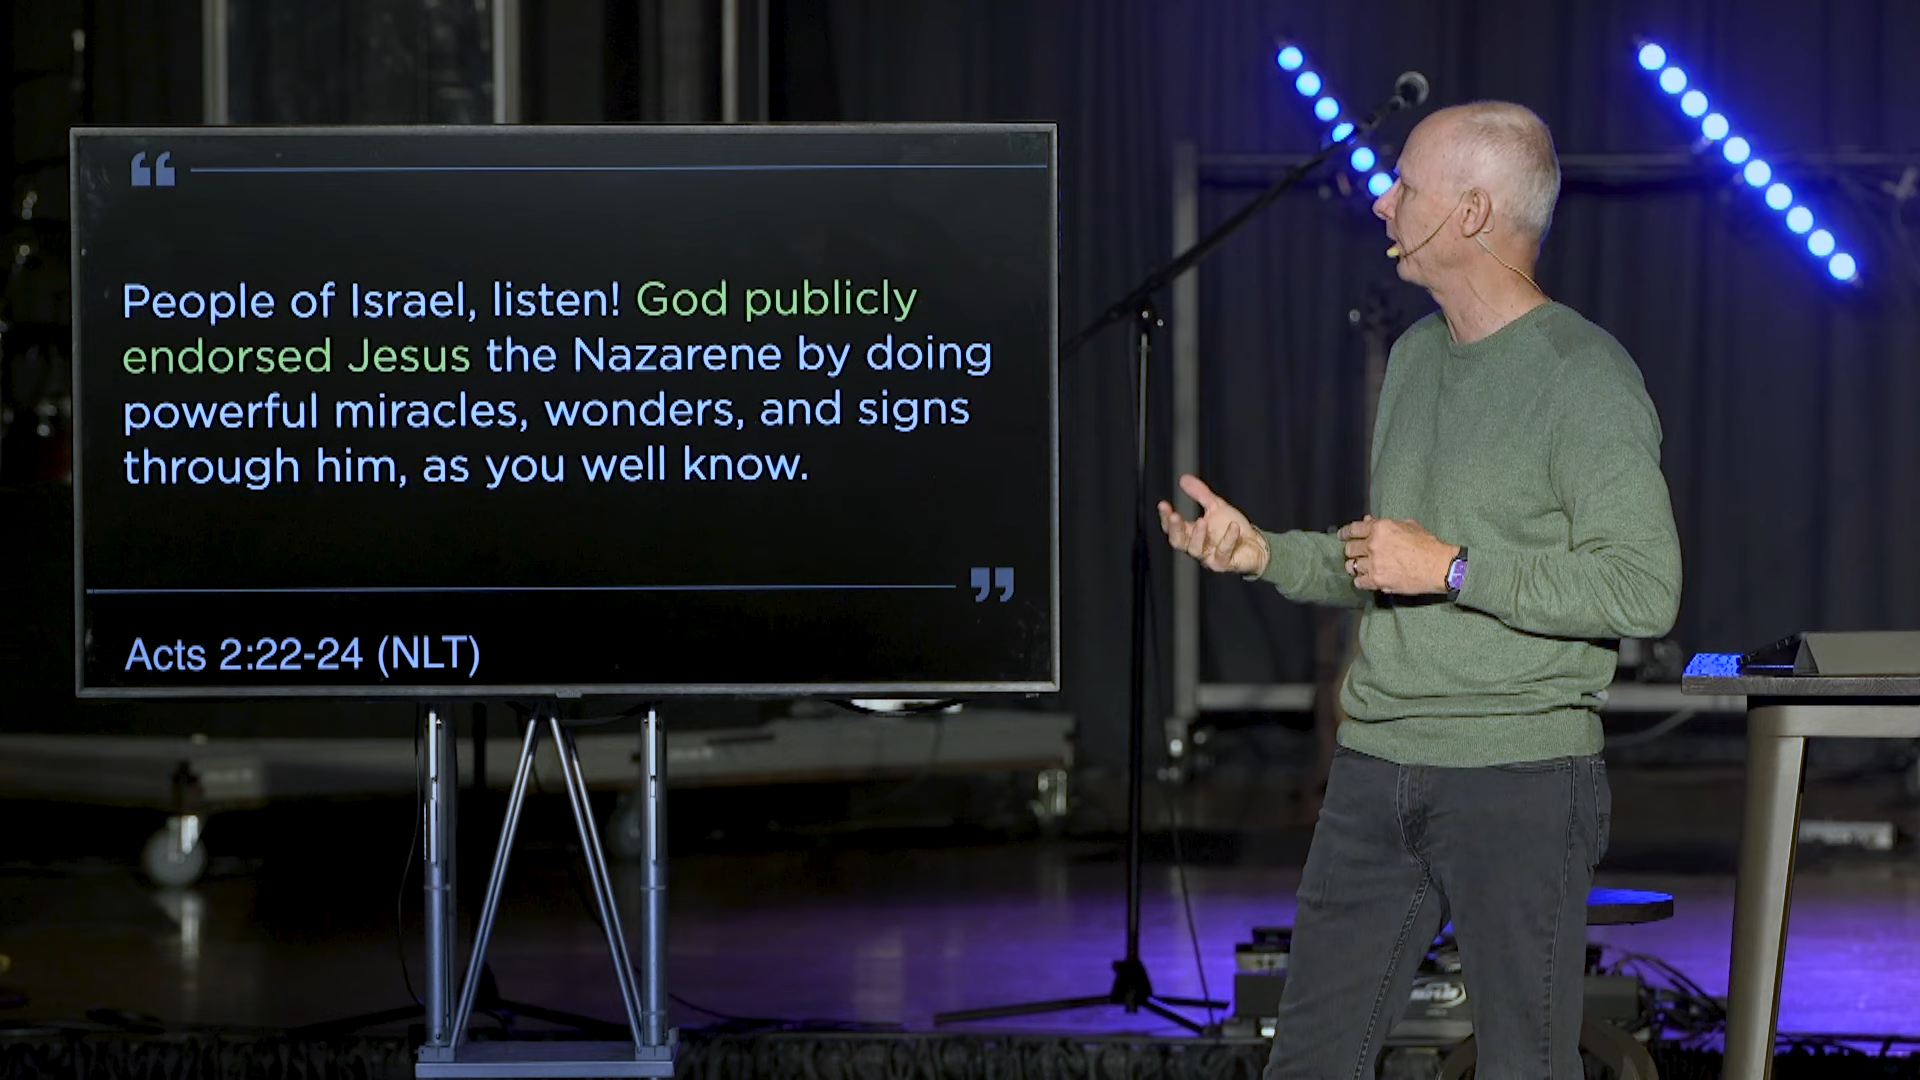 “
People of Israel, listen! God publicly
endorsed Jesus the Nazarene by doing
powerful miracles, wonders, and signs
through him, as you well know.
”
Acts 2:22-24 (NLT)